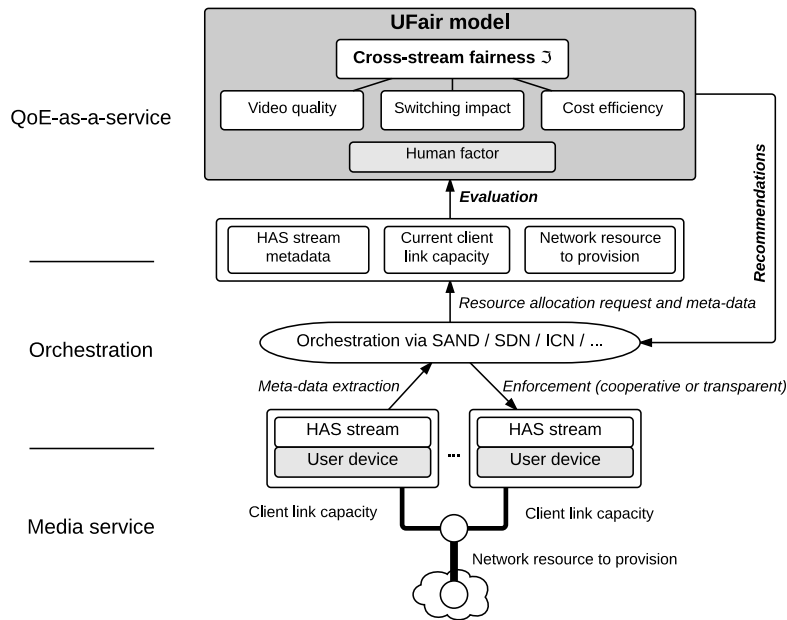 UFair model
Cross-stream fairness ℑ
Video quality
Switching impact
Cost efficiency
Human factor
QoE-as-a-service
Evaluation
Recommendations
HAS stream
metadata
Current client
link capacity
Network resource
to provision
Resource allocation request and meta-data
Orchestration
Orchestration via SAND / SDN / ICN / ...
Meta-data extraction
Enforcement (cooperative or transparent)
HAS stream
User device
...
HAS stream
User device
Media service
Client link capacity
Client link capacity
Network resource to provision